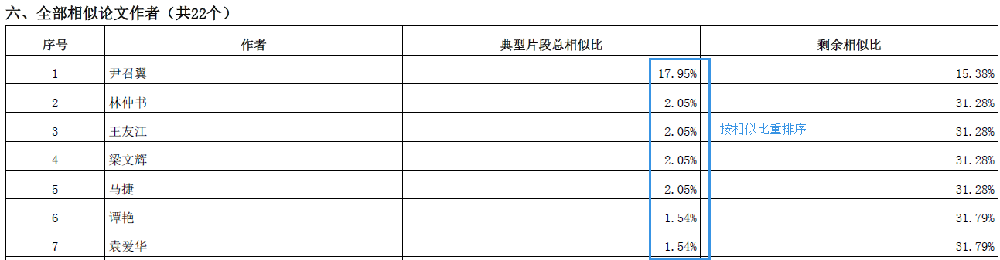 六、全部相似论文作者（共22个）
序号 作者 典型片段总相似比 剩余相似比
1 尹召翼 17.95% 15.38%
2 林仲书 2.05% 31.28%
3 王友江 2.05% 按相似比重排序 31.28%
4 梁文辉 2.05% 31.28%
5 马捷 2.05% 31.28%
6 谭艳 1.54% 31.79%
7 袁爱华 1.54% 31.79%